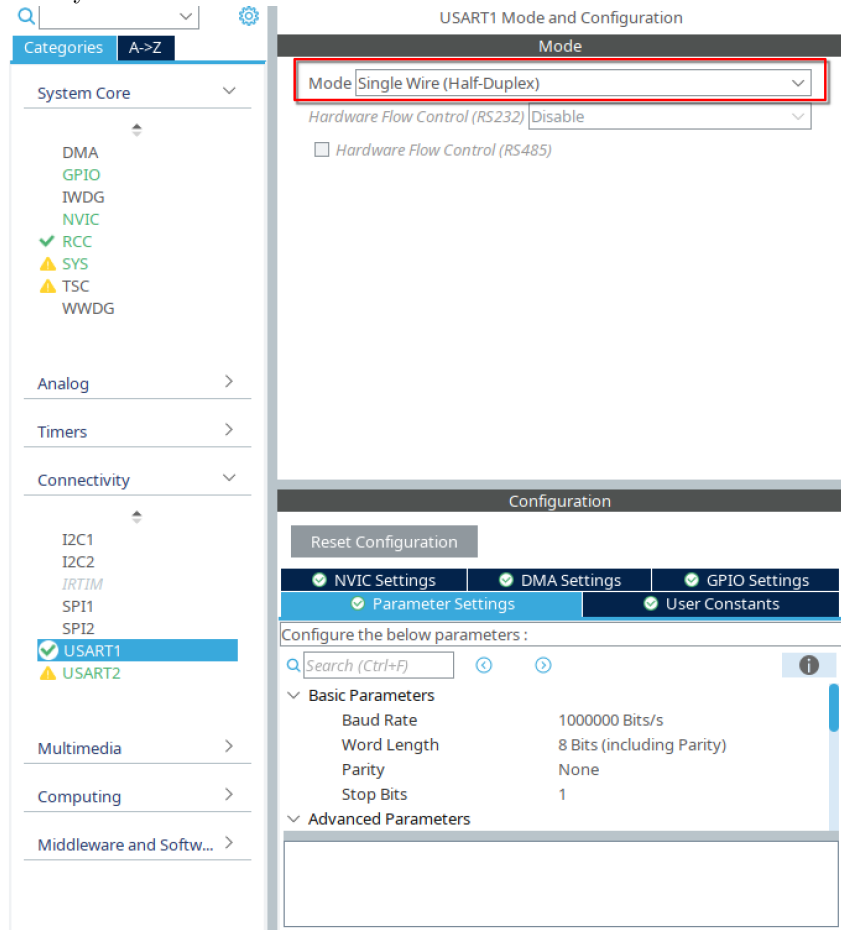 USART1 Mode and Configuration
Categories A->Z
Mode
System Core
Mode Single Wire (Half-Duplex)
Hardware Flow Control (RS232) Disable
Hardware Flow Control (RS485)
DMA
GPIO
IWDG
NVIC
RCC
SYS
TSC
WWDG
Analog
Timers
Connectivity
I2C1
I2C2
IRTIM
SPI1
SPI2
USART1
USART2
Multimedia
Computing
Middleware and Softw...
Configuration
Reset Configuration
NVIC Settings DMA Settings GPIO Settings
Parameter Settings User Constants
Configure the below parameters :
Search (Ctrl+F)
Basic Parameters
Baud Rate 1000000 Bits/s
Word Length 8 Bits (including Parity)
Parity None
Stop Bits 1
Advanced Parameters